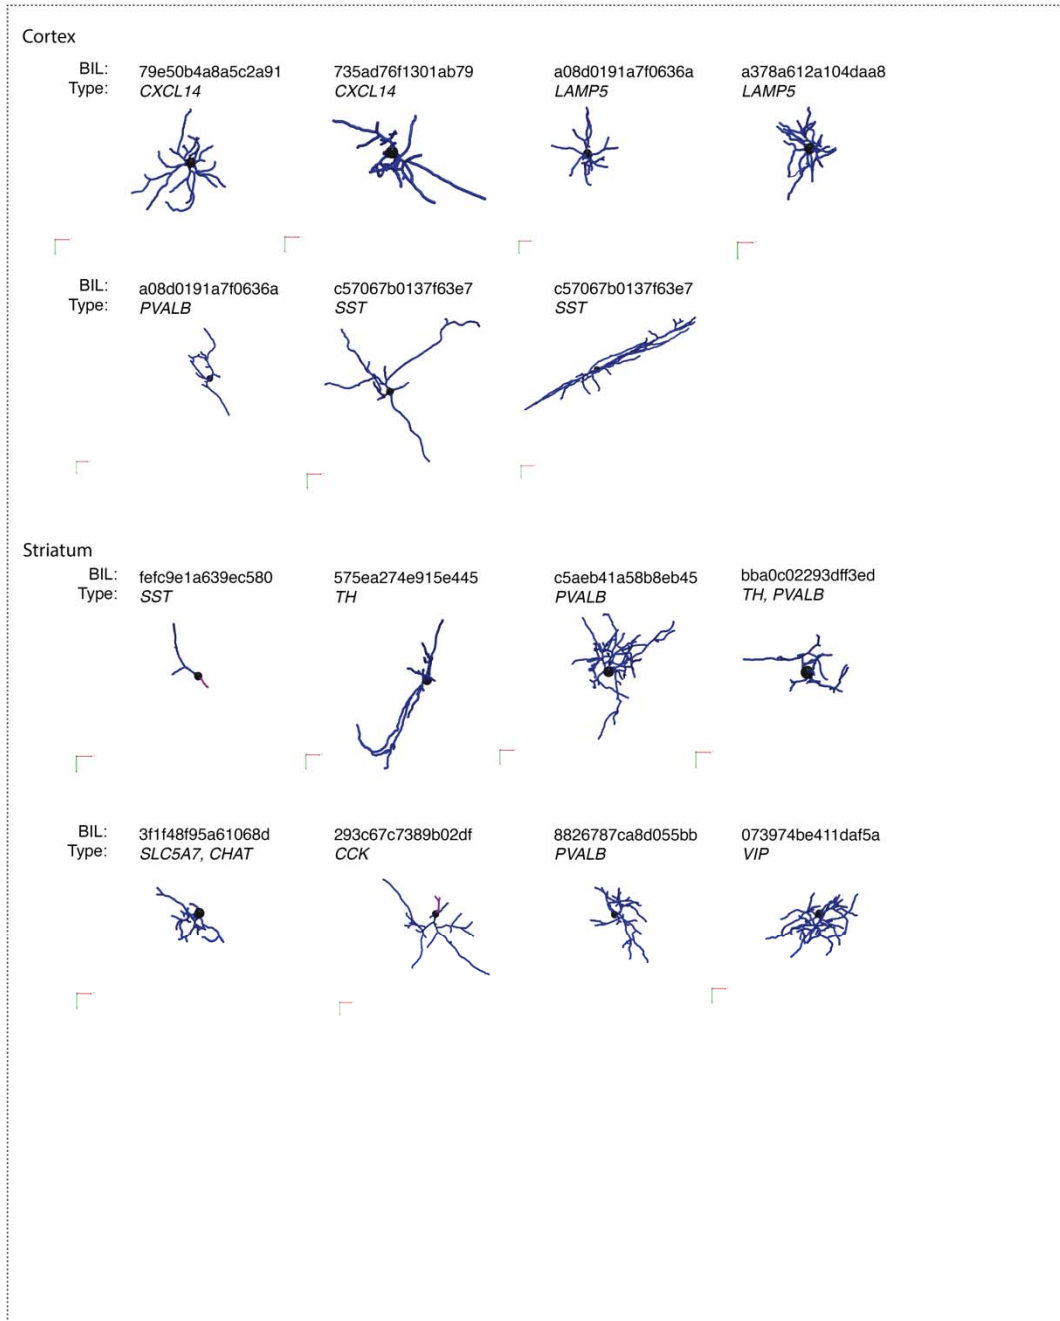 Cortex
BIL: 79e50b4a8a5c2a91 735ad76f1301ab79 a08d0191a7f0636a a378a612a104daa8
Type: CXCL14 CXCL14 LAMP5 LAMP5
BIL: a08d0191a7f0636a c57067b0137f63e7 c57067b0137f63e7
Type: PVALB SST SST
Striatum
BIL: fefc9e1a639ec580 575ea274e915e445 c5aeb41a58b8eb45 bba0c02293dff3ed
Type: SST TH PVALB TH, PVALB
BIL: 3f1f48f95a61068d 293c67c7389b02df 8826787ca8d055bb 073974be411daf5a
Type: SLC5A7, CHAT CCK PVALB VIP